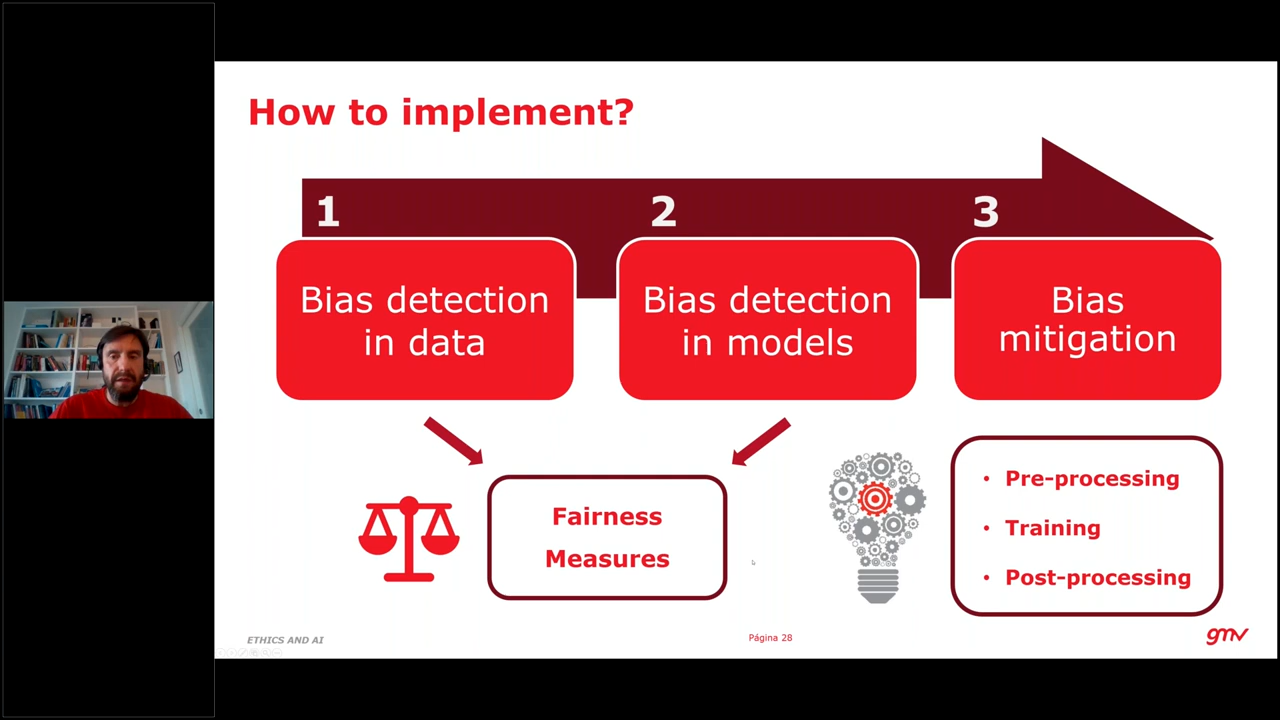 How to implement?
1
2
3
Bias detection
in data
Bias detection
in models
Bias
mitigation
Fairness
Measures
• Pre-processing
• Training
• Post-processing
ETHICS AND AI
Página 28
gmv